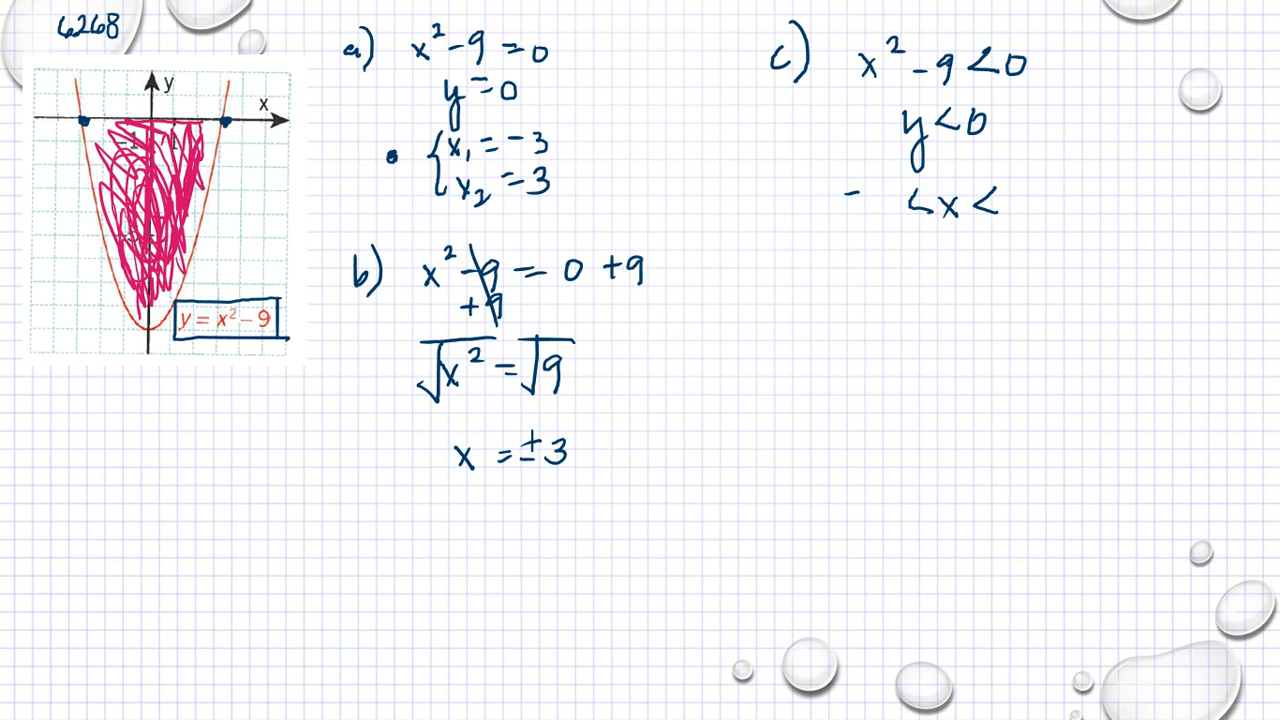 6268
y
x
-1 1
-5
y = x² - 9
a) x² - 9 = 0
y = 0
{ x₁ = -3
x₂ = 3
b) x² - 9 = 0 + 9
+ 9
√x² = √9
x = ± 3
c) x² - 9 < 0
y < 0
- < x <